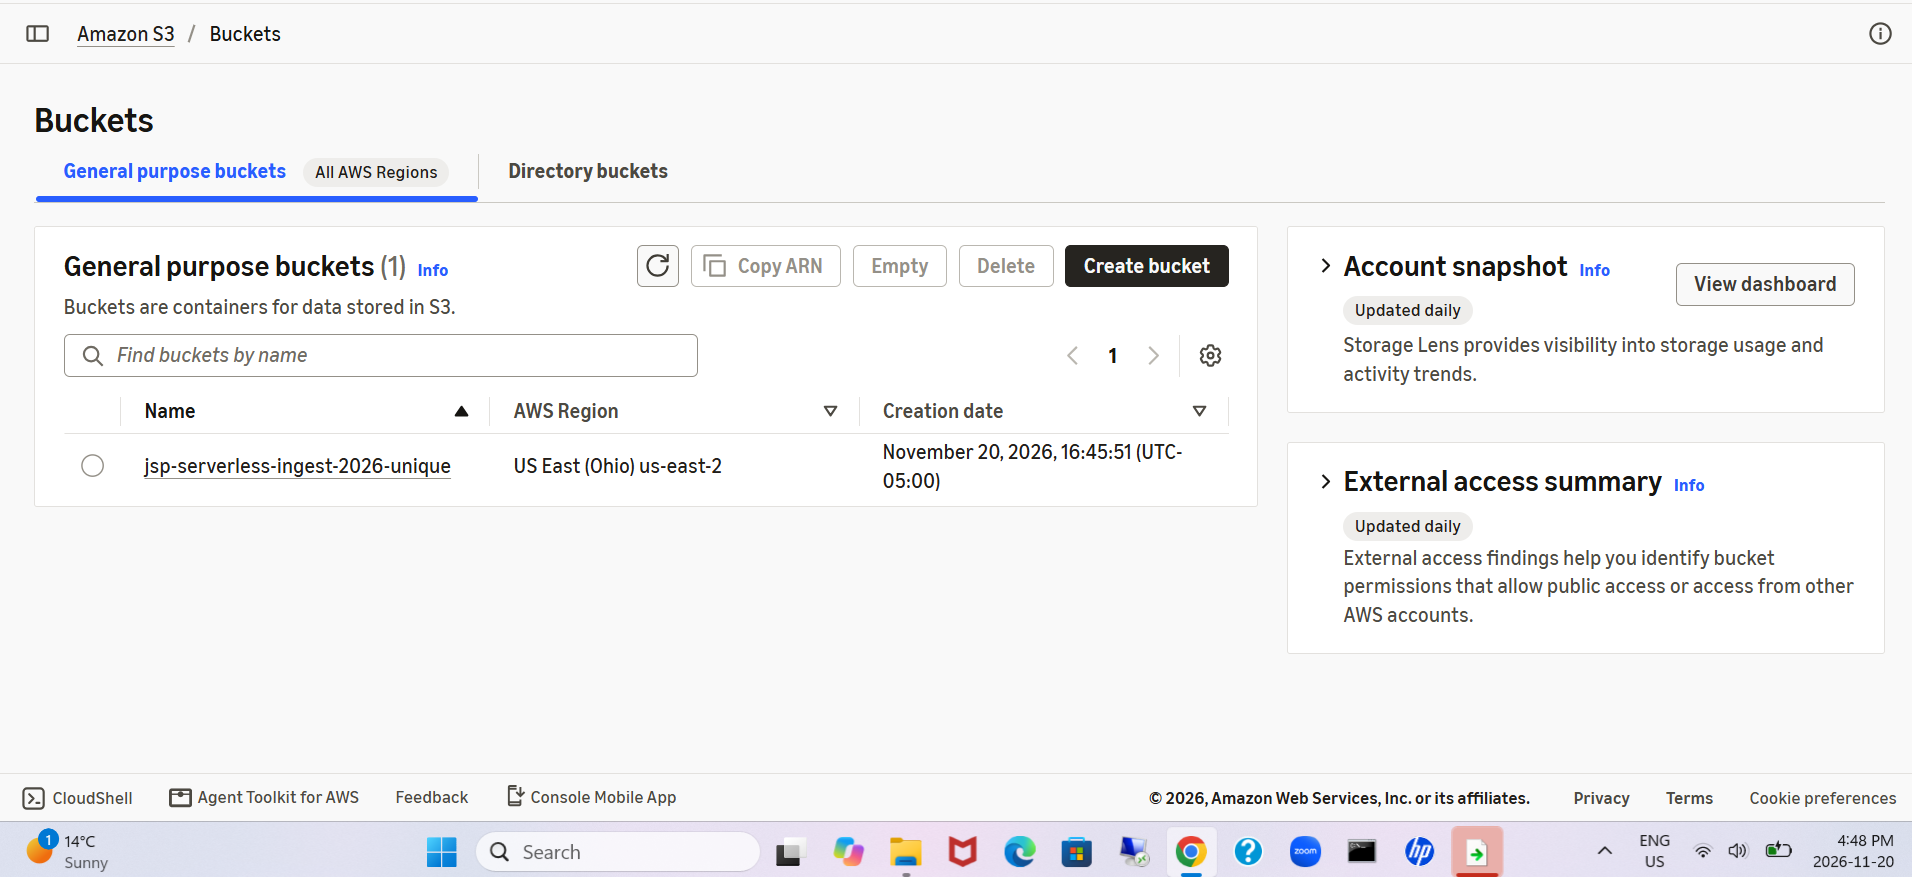 Amazon S3 / Buckets
Buckets
General purpose buckets All AWS Regions Directory buckets
General purpose buckets (1) Info
Copy ARN Empty Delete Create bucket
Buckets are containers for data stored in S3.
Find buckets by name
1
Name AWS Region Creation date
jsp-serverless-ingest-2026-unique US East (Ohio) us-east-2 November 20, 2026, 16:45:51 (UTC-
05:00)
Account snapshot Info
View dashboard
Updated daily
Storage Lens provides visibility into storage usage and
activity trends.
External access summary Info
Updated daily
External access findings help you identify bucket
permissions that allow public access or access from other
AWS accounts.
CloudShell Agent Toolkit for AWS Feedback Console Mobile App © 2026, Amazon Web Services, Inc. or its affiliates. Privacy Terms Cookie preferences
1 14°C
Sunny
Search
zoom
hp
ENG
US
4:48 PM
2026-11-20